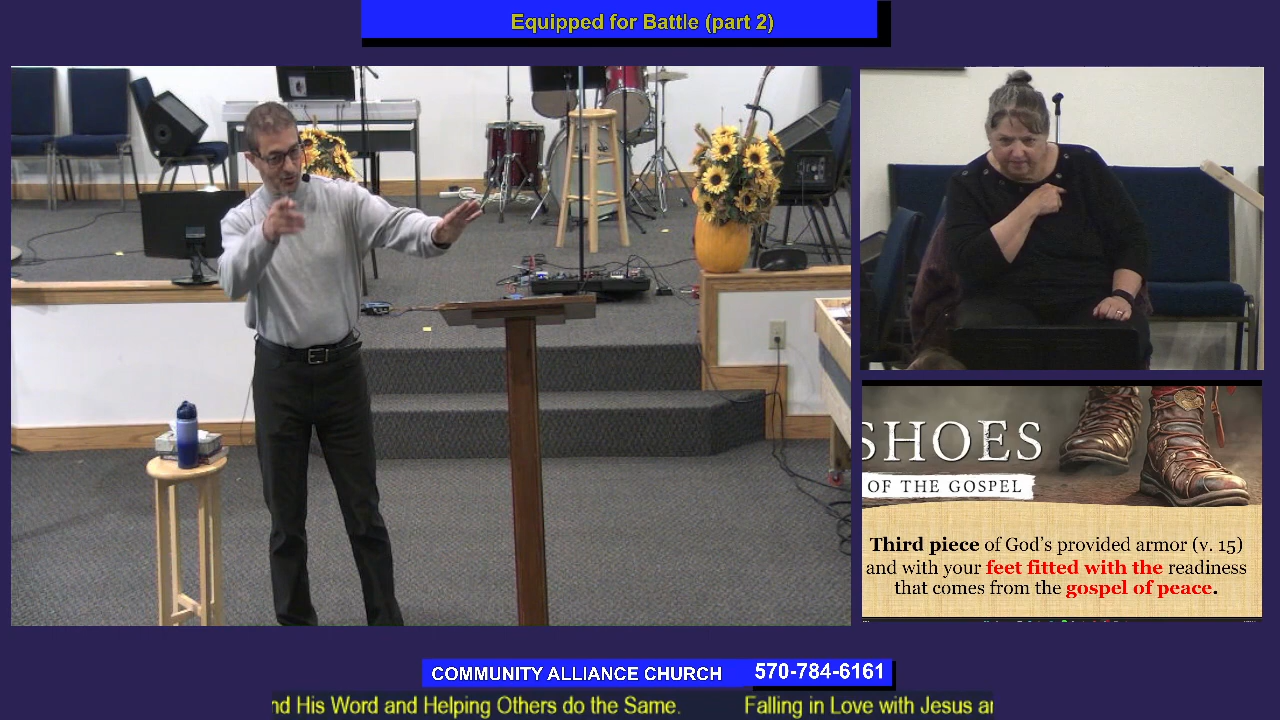 Equipped for Battle (part 2)
SHOES
OF THE GOSPEL
Third piece of God's provided armor (v. 15)
and with your feet fitted with the readiness
that comes from the gospel of peace.
COMMUNITY ALLIANCE CHURCH 570-784-6161
nd His Word and Helping Others do the Same. Falling in Love with Jesus an